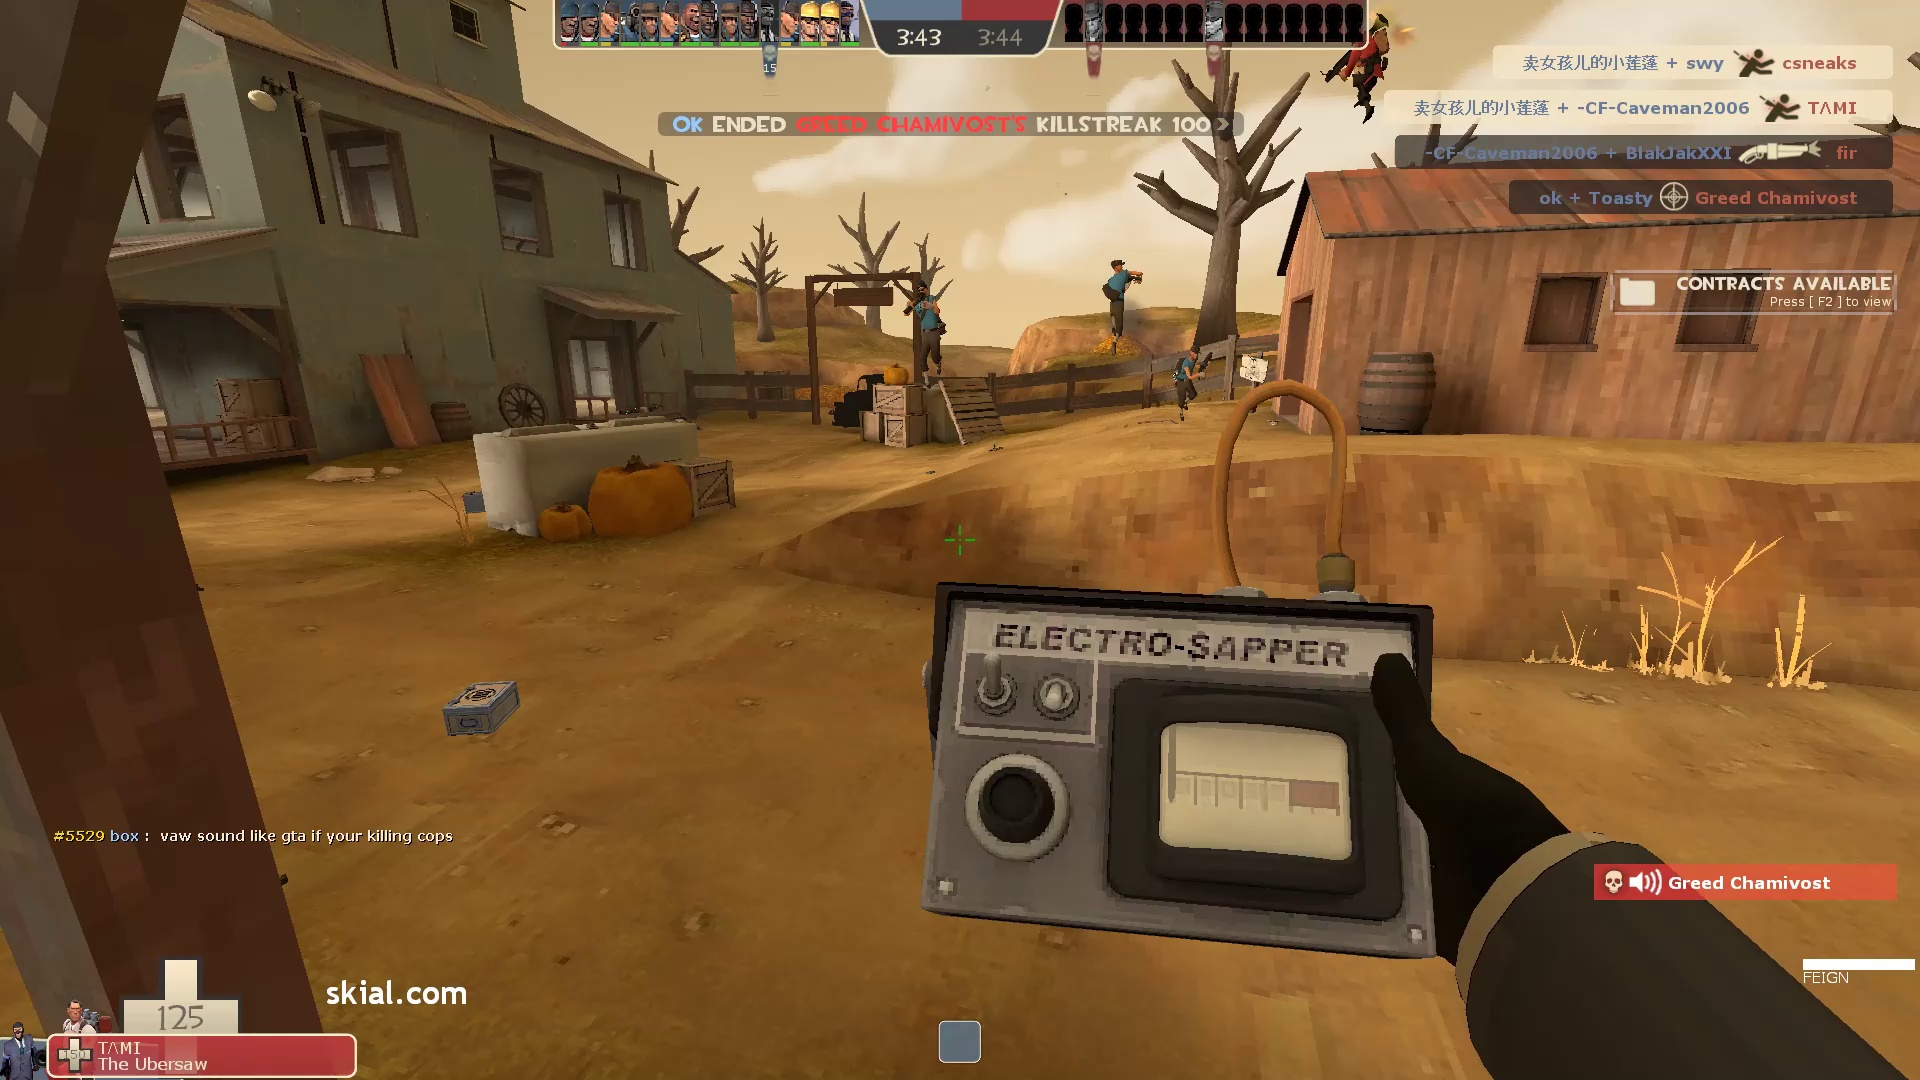 3:43 3:44
15
OK ENDED GREED CHAMIVOST'S KILLSTREAK 100 >
卖女孩儿的小莲蓬 + swy csneaks
卖女孩儿的小莲蓬 + -CF-Caveman2006 TΛMI
-CF-Caveman2006 + BlakJakXXI fir
ok + Toasty Greed Chamivost
CONTRACTS AVAILABLE
Press [ F2 ] to view
ELECTRO-SAPPER
#5529 box : vaw sound like gta if your killing cops
Greed Chamivost
FEIGN
skial.com
125
150
TΛMI
The Ubersaw